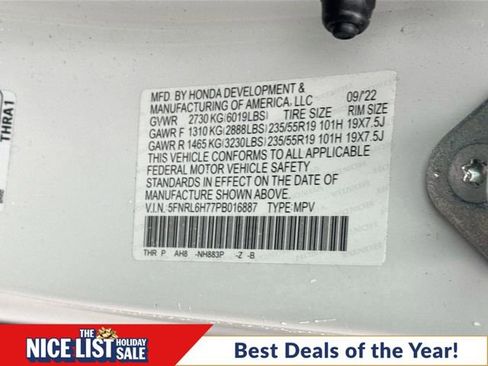 THRA1
MFD. BY HONDA DEVELOPMENT &
MANUFACTURING OF AMERICA, LLC 09/22
GVWR 2730 KG (6019LBS) TIRE SIZE RIM SIZE
GAWR F 1310 KG (2888LBS) 235/55R19 101H 19X7.5J
GAWR R 1465 KG (3230LBS) 235/55R19 101H 19X7.5J
THIS VEHICLE CONFORMS TO ALL APPLICABLE
FEDERAL MOTOR VEHICLE SAFETY
STANDARDS IN EFFECT ON THE DATE OF
MANUFACTURE SHOWN ABOVE.
V.I.N.:5FNRL6H77PB016887 TYPE:MPV
THR P AH8 -NH883P -Z -B
THE
NICE LIST HOLIDAY SALE
Best Deals of the Year!